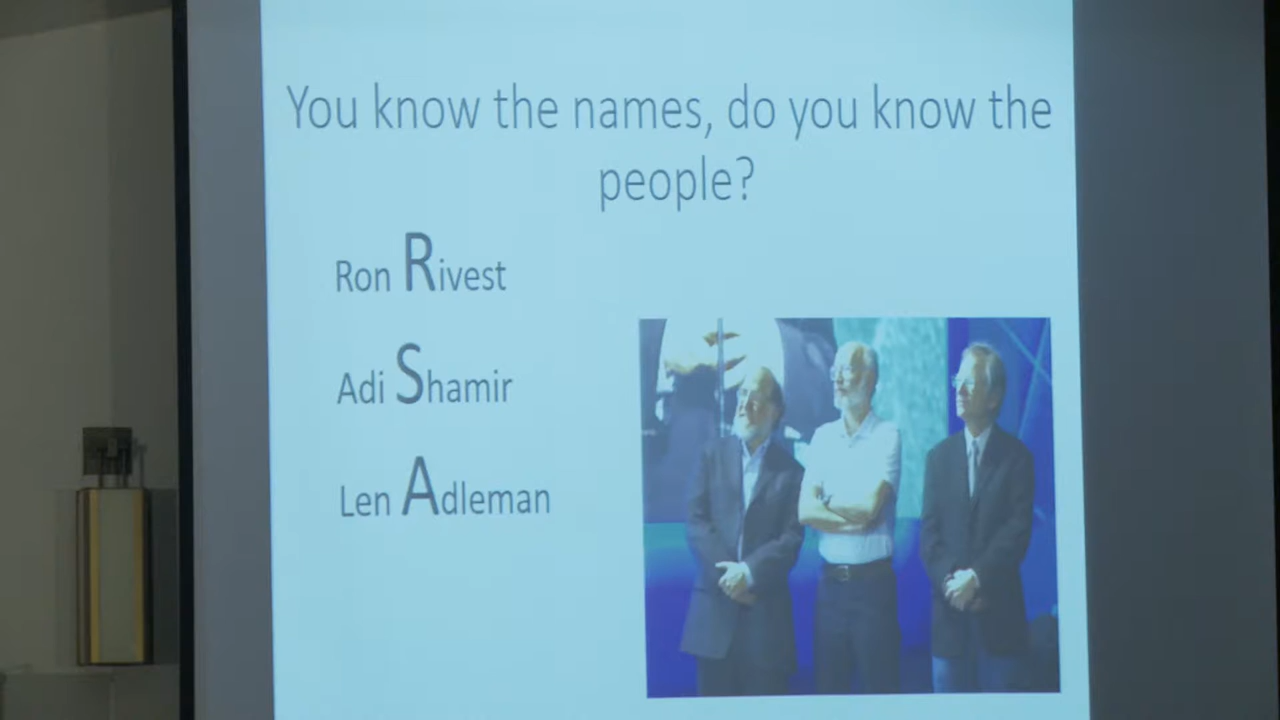 You know the names, do you know the
people?
Ron Rivest
Adi Shamir
Len Adleman